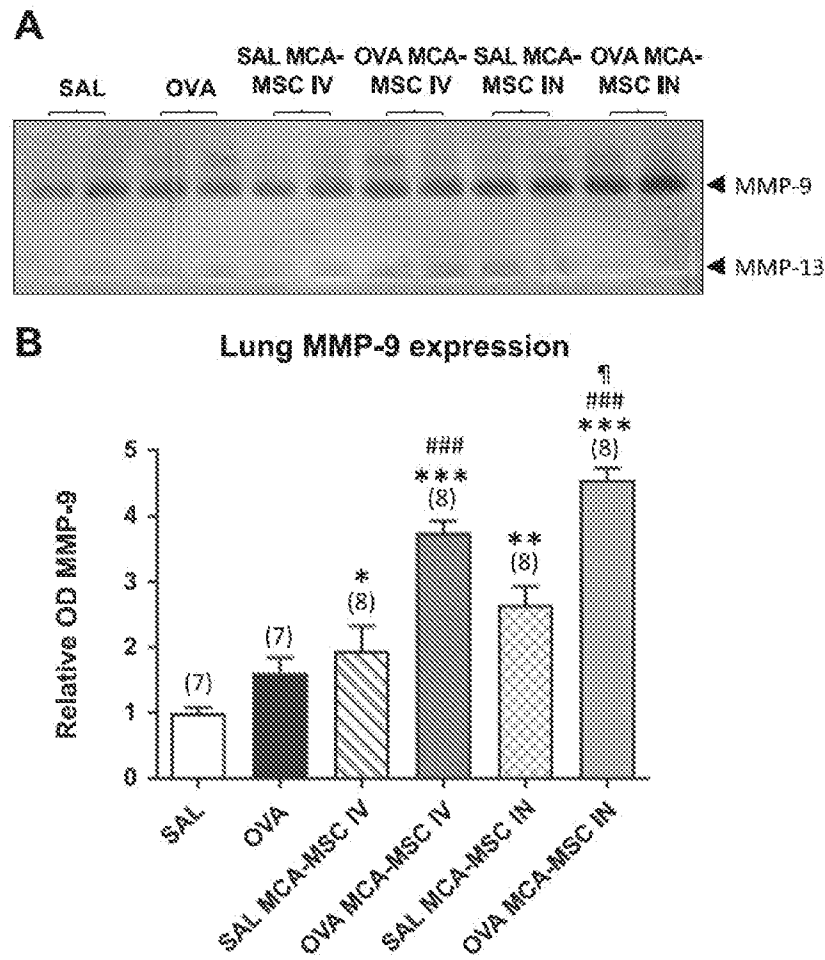 A
SAL OVA SAL MCA-MSC IV OVA MCA-MSC IV SAL MCA-MSC IN OVA MCA-MSC IN
MMP-9
MMP-13
B
Lung MMP-9 expression
Relative OD MMP-9
5
4
3
2
1
0
(7)
(7)
*
(8)
###
***
(8)
**
(8)
¶
###
***
(8)
SAL
OVA
SAL MCA-MSC IV
OVA MCA-MSC IV
SAL MCA-MSC IN
OVA MCA-MSC IN